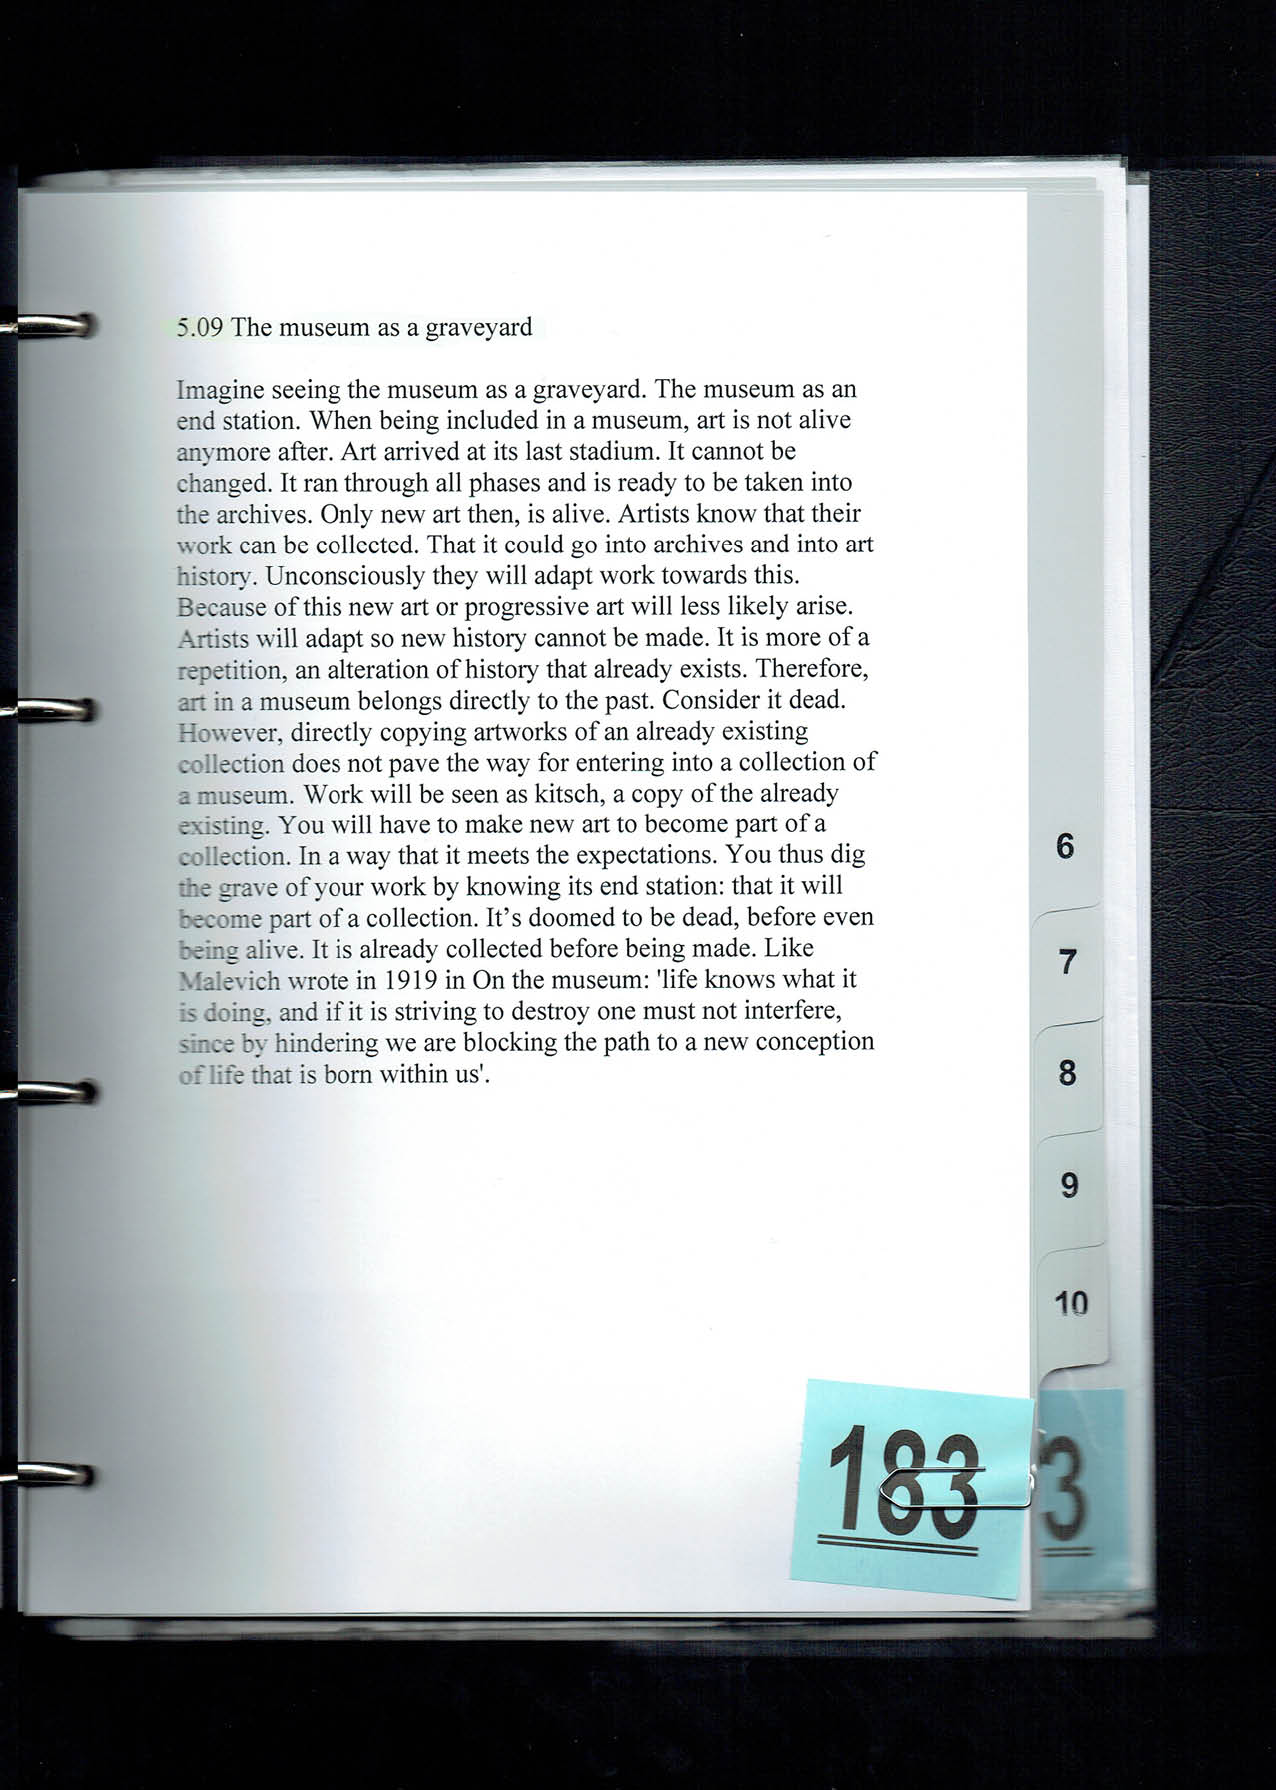 5.09 The museum as a graveyard
Imagine seeing the museum as a graveyard. The museum as an
end station. When being included in a museum, art is not alive
anymore after. Art arrived at its last stadium. It cannot be
changed. It ran through all phases and is ready to be taken into
the archives. Only new art then, is alive. Artists know that their
work can be collected. That it could go into archives and into art
history. Unconsciously they will adapt work towards this.
Because of this new art or progressive art will less likely arise.
Artists will adapt so new history cannot be made. It is more of a
repetition, an alteration of history that already exists. Therefore,
art in a museum belongs directly to the past. Consider it dead.
However, directly copying artworks of an already existing
collection does not pave the way for entering into a collection of
a museum. Work will be seen as kitsch, a copy of the already
existing. You will have to make new art to become part of a
collection. In a way that it meets the expectations. You thus dig
the grave of your work by knowing its end station: that it will
become part of a collection. It’s doomed to be dead, before even
being alive. It is already collected before being made. Like
Malevich wrote in 1919 in On the museum: 'life knows what it
is doing, and if it is striving to destroy one must not interfere,
since by hindering we are blocking the path to a new conception
of life that is born within us'.
6
7
8
9
10
183
3